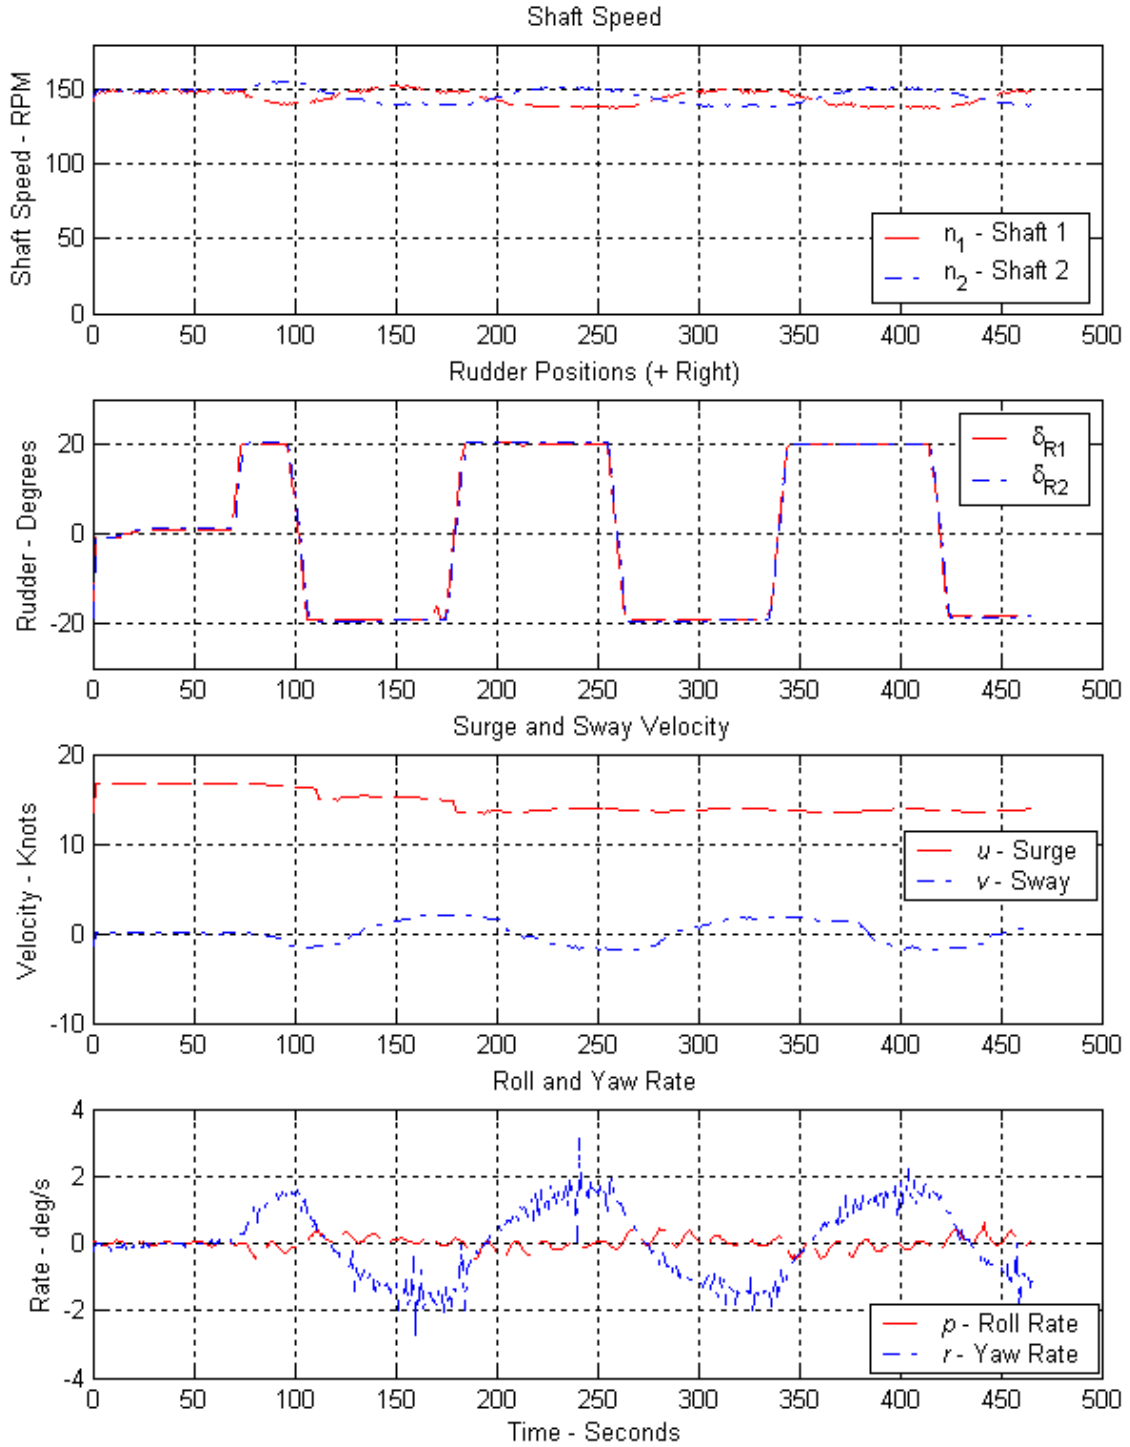 Shaft Speed
Shaft Speed - RPM
150
100
50
0
n1 - Shaft 1
n2 - Shaft 2
0 50 100 150 200 250 300 350 400 450 500
Rudder Positions (+ Right)
Rudder - Degrees
20
0
-20
δR1
δR2
0 50 100 150 200 250 300 350 400 450 500
Surge and Sway Velocity
Velocity - Knots
20
10
0
-10
u - Surge
v - Sway
0 50 100 150 200 250 300 350 400 450 500
Roll and Yaw Rate
Rate - deg/s
4
2
0
-2
-4
p - Roll Rate
r - Yaw Rate
0 50 100 150 200 250 300 350 400 450 500
Time - Seconds